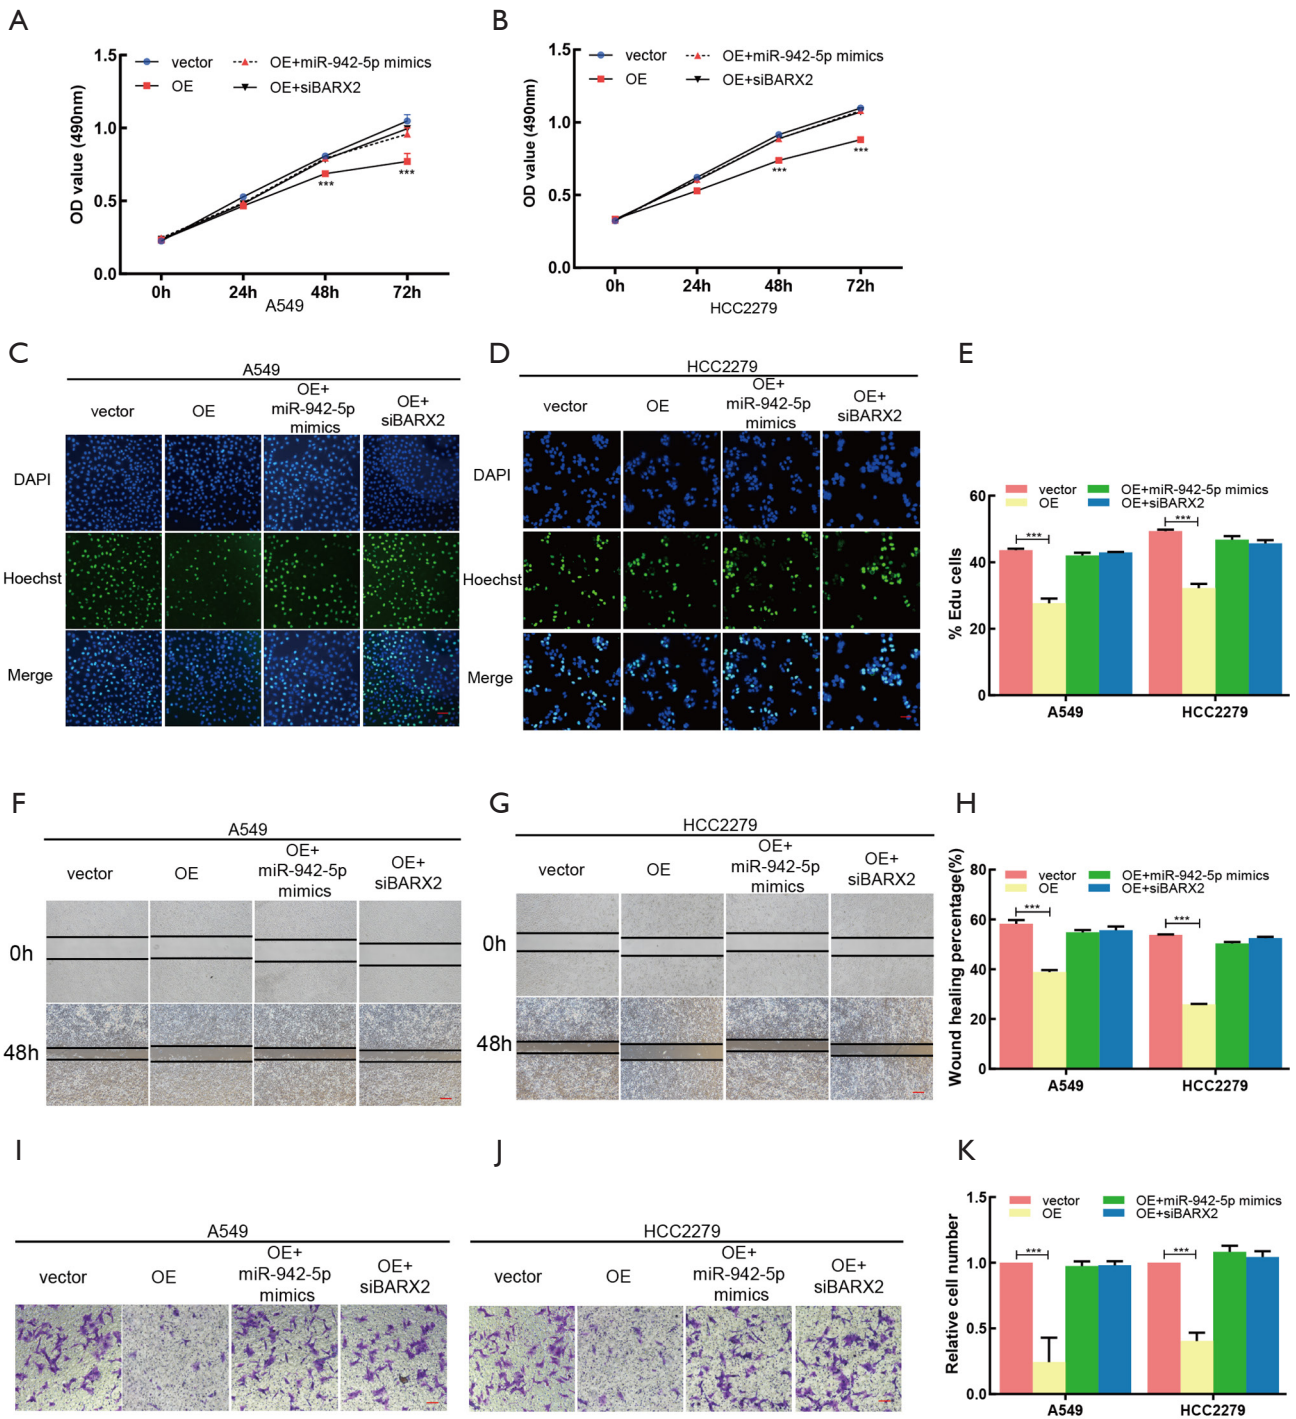 A
B
1.5
1.0
0.5
0.0
OD value (490nm)
vector
OE
OE+miR-942-5p mimics
OE+siBARX2
***
***
0h
24h
48h
72h
A549
1.5
1.0
0.5
0.0
OD value (490nm)
vector
OE
OE+miR-942-5p mimics
OE+siBARX2
***
***
0h
24h
48h
72h
HCC2279
C
A549
vector
OE
OE+
miR-942-5p
mimics
OE+
siBARX2
DAPI
Hoechst
Merge
D
HCC2279
vector
OE
OE+
miR-942-5p
mimics
OE+
siBARX2
DAPI
Hoechst
Merge
E
60
40
20
0
% Edu cells
vector
OE
OE+miR-942-5p mimics
OE+siBARX2
***
***
A549
HCC2279
F
A549
vector
OE
OE+
miR-942-5p
mimics
OE+
siBARX2
0h
48h
G
HCC2279
vector
OE
OE+
miR-942-5p
mimics
OE+
siBARX2
0h
48h
H
80
60
40
20
0
Wound healing percentage(%)
vector
OE
OE+miR-942-5p mimics
OE+siBARX2
***
***
A549
HCC2279
I
A549
vector
OE
OE+
miR-942-5p
mimics
OE+
siBARX2
J
HCC2279
vector
OE
OE+
miR-942-5p
mimics
OE+
siBARX2
K
1.5
1.0
0.5
0.0
Relative cell number
vector
OE
OE+miR-942-5p mimics
OE+siBARX2
***
***
A549
HCC2279